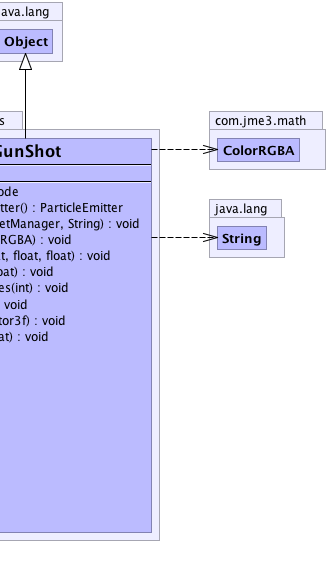 java.lang
Object
s
GunShot
ode
tter() : ParticleEmitter
etManager, String) : void
RGBA) : void
t, float, float) : void
oat) : void
es(int) : void
void
tor3f) : void
at) : void
com.jme3.math
ColorRGBA
java.lang
String